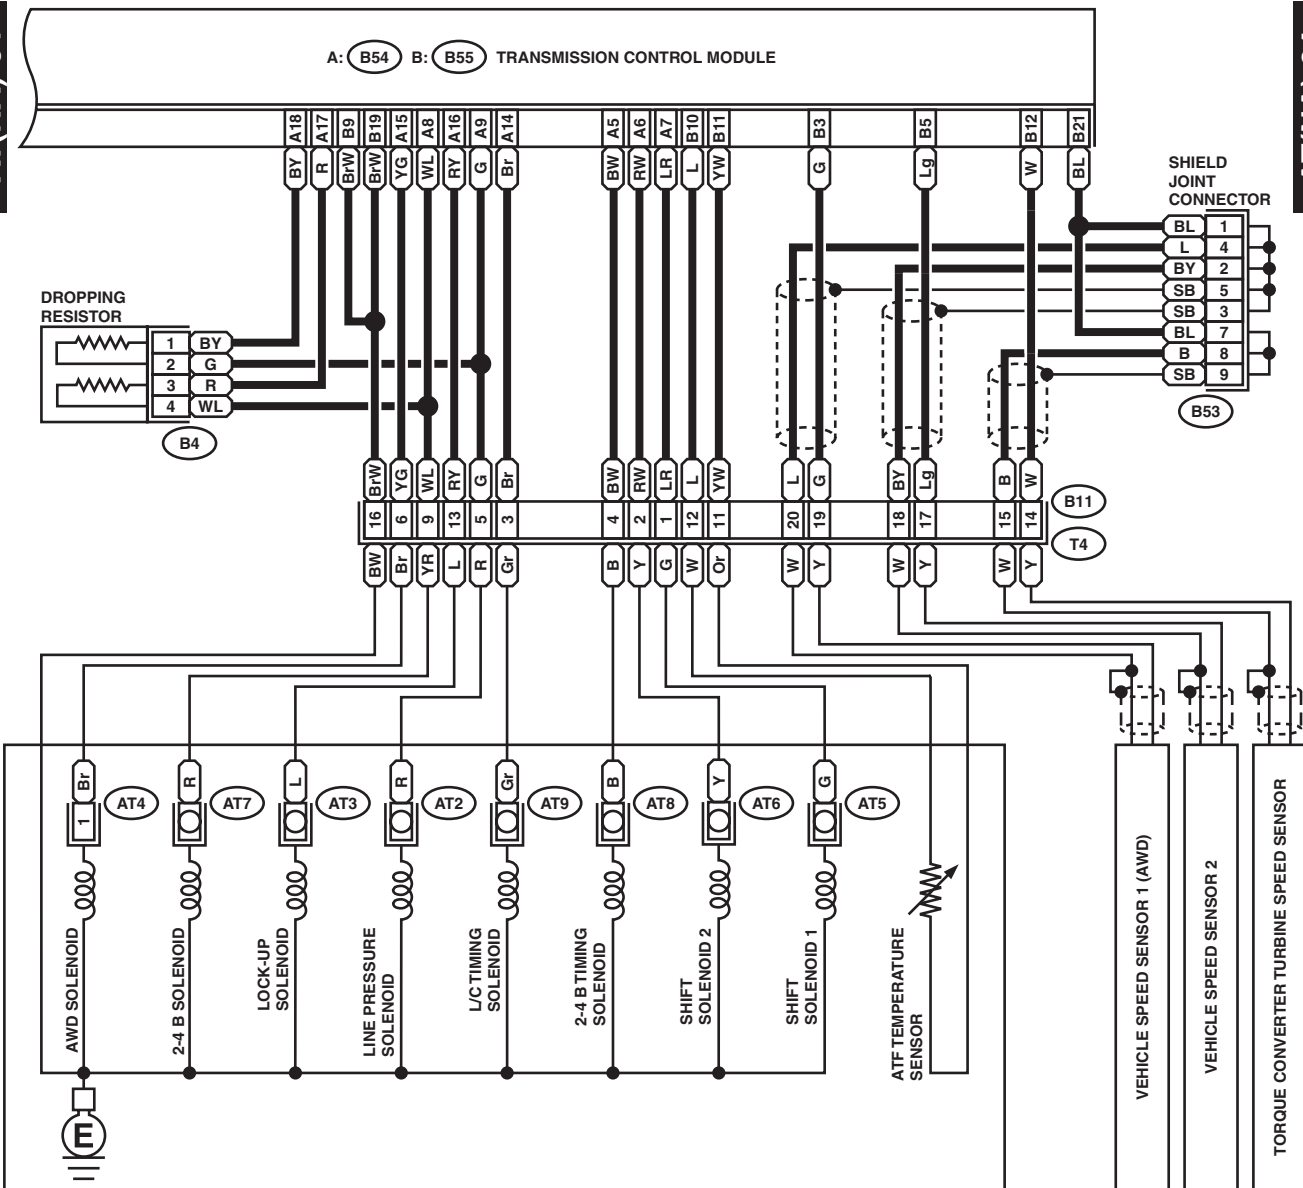 A: B54 B: B55 TRANSMISSION CONTROL MODULE
A18 A17 B9 B19 A15 A8 A16 A9 A14 A5 A6 A7 B10 B11 B3 B5 B12 B21
BY R BrW BrW YG WL RY G Br BW RW LR L YW G Lg W BL
SHIELD
JOINT
CONNECTOR
BL 1
L 4
BY 2
SB 5
SB 3
BL 7
B 8
SB 9
B53
DROPPING
RESISTOR
1 BY
2 G
3 R
4 WL
B4
BrW YG WL RY G Br BW RW LR L YW L G BY Lg B W
B11
16 6 9 13 5 3 4 2 1 12 11 20 19 18 17 15 14
T4
BW Br YR L R Gr B Y G W Or W Y W Y W Y
Br R L R Gr B Y G
AT4 AT7 AT3 AT2 AT9 AT8 AT6 AT5
1
AWD SOLENOID
2-4 B SOLENOID
LOCK-UP
SOLENOID
LINE PRESSURE
SOLENOID
L/C TIMING
SOLENOID
2-4 B TIMING
SOLENOID
SHIFT
SOLENOID 2
SHIFT
SOLENOID 1
ATF TEMPERATURE
SENSOR
VEHICLE SPEED SENSOR 1 (AWD)
VEHICLE SPEED SENSOR 2
TORQUE CONVERTER TURBINE SPEED SENSOR
E